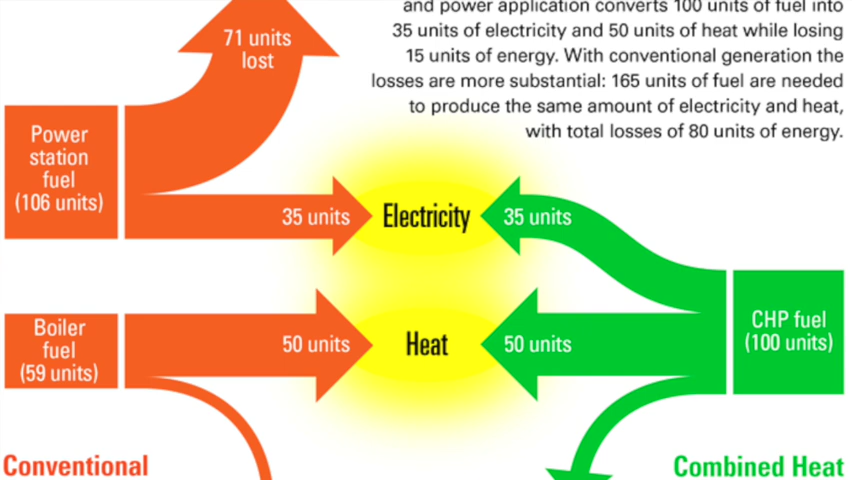 and power application converts 100 units of fuel into
35 units of electricity and 50 units of heat while losing
15 units of energy. With conventional generation the
losses are more substantial: 165 units of fuel are needed
to produce the same amount of electricity and heat,
with total losses of 80 units of energy.
71 units
lost
Power
station
fuel
(106 units)
35 units
Electricity
35 units
Boiler
fuel
(59 units)
50 units
Heat
50 units
CHP fuel
(100 units)
Conventional
Combined Heat